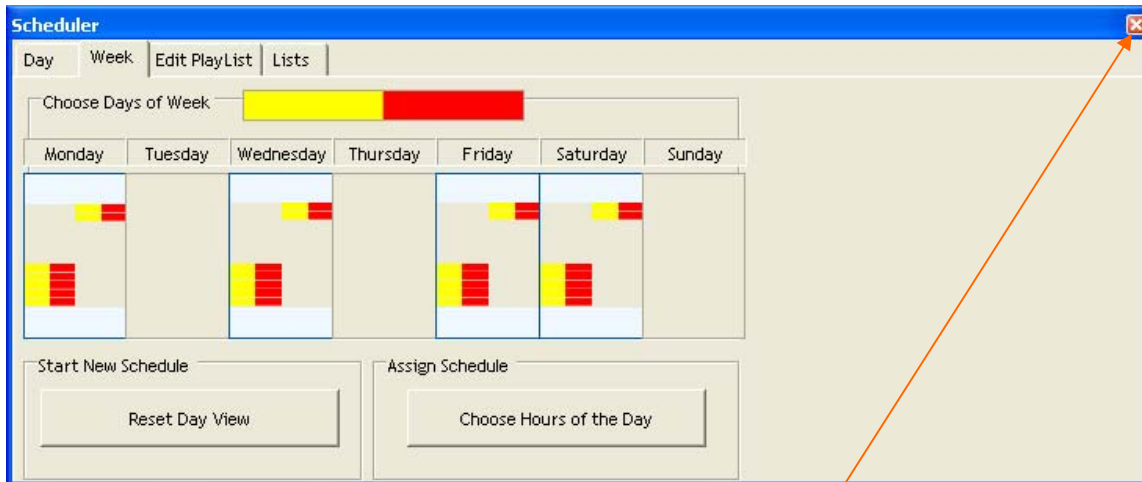 Scheduler
Day Week Edit PlayList Lists
Choose Days of Week
Monday Tuesday Wednesday Thursday Friday Saturday Sunday
Start New Schedule Assign Schedule
Reset Day View Choose Hours of the Day